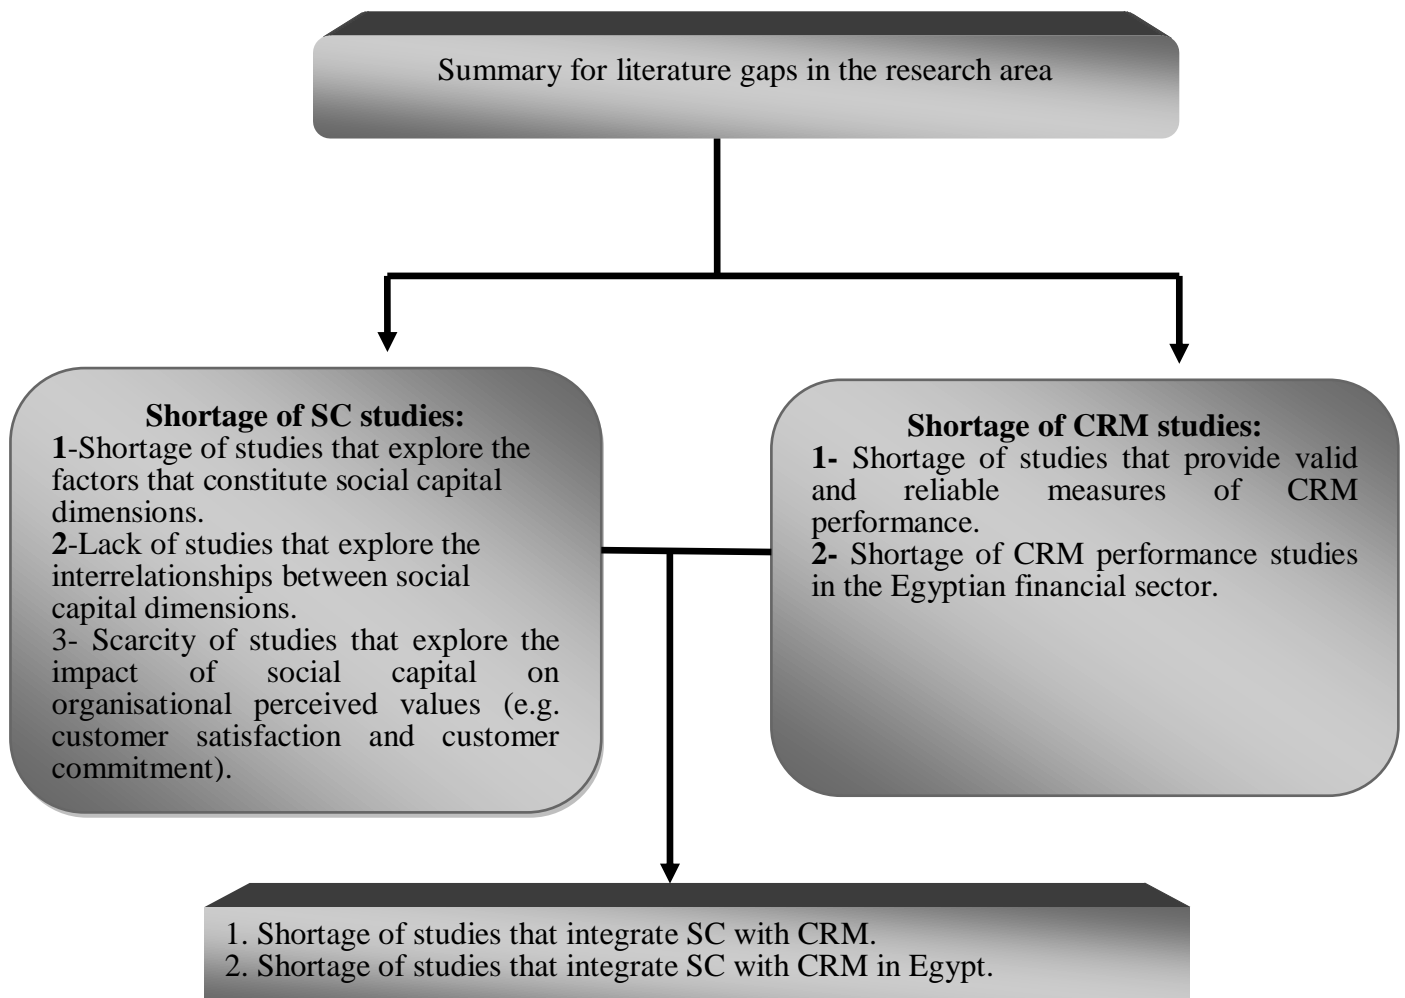 Summary for literature gaps in the research area
Shortage of SC studies:
1-Shortage of studies that explore the
factors that constitute social capital
dimensions.
2-Lack of studies that explore the
interrelationships between social
capital dimensions.
3- Scarcity of studies that explore the
impact of social capital on
organisational perceived values (e.g.
customer satisfaction and customer
commitment).
Shortage of CRM studies:
1- Shortage of studies that provide valid
and reliable measures of CRM
performance.
2- Shortage of CRM performance studies
in the Egyptian financial sector.
1. Shortage of studies that integrate SC with CRM.
2. Shortage of studies that integrate SC with CRM in Egypt.